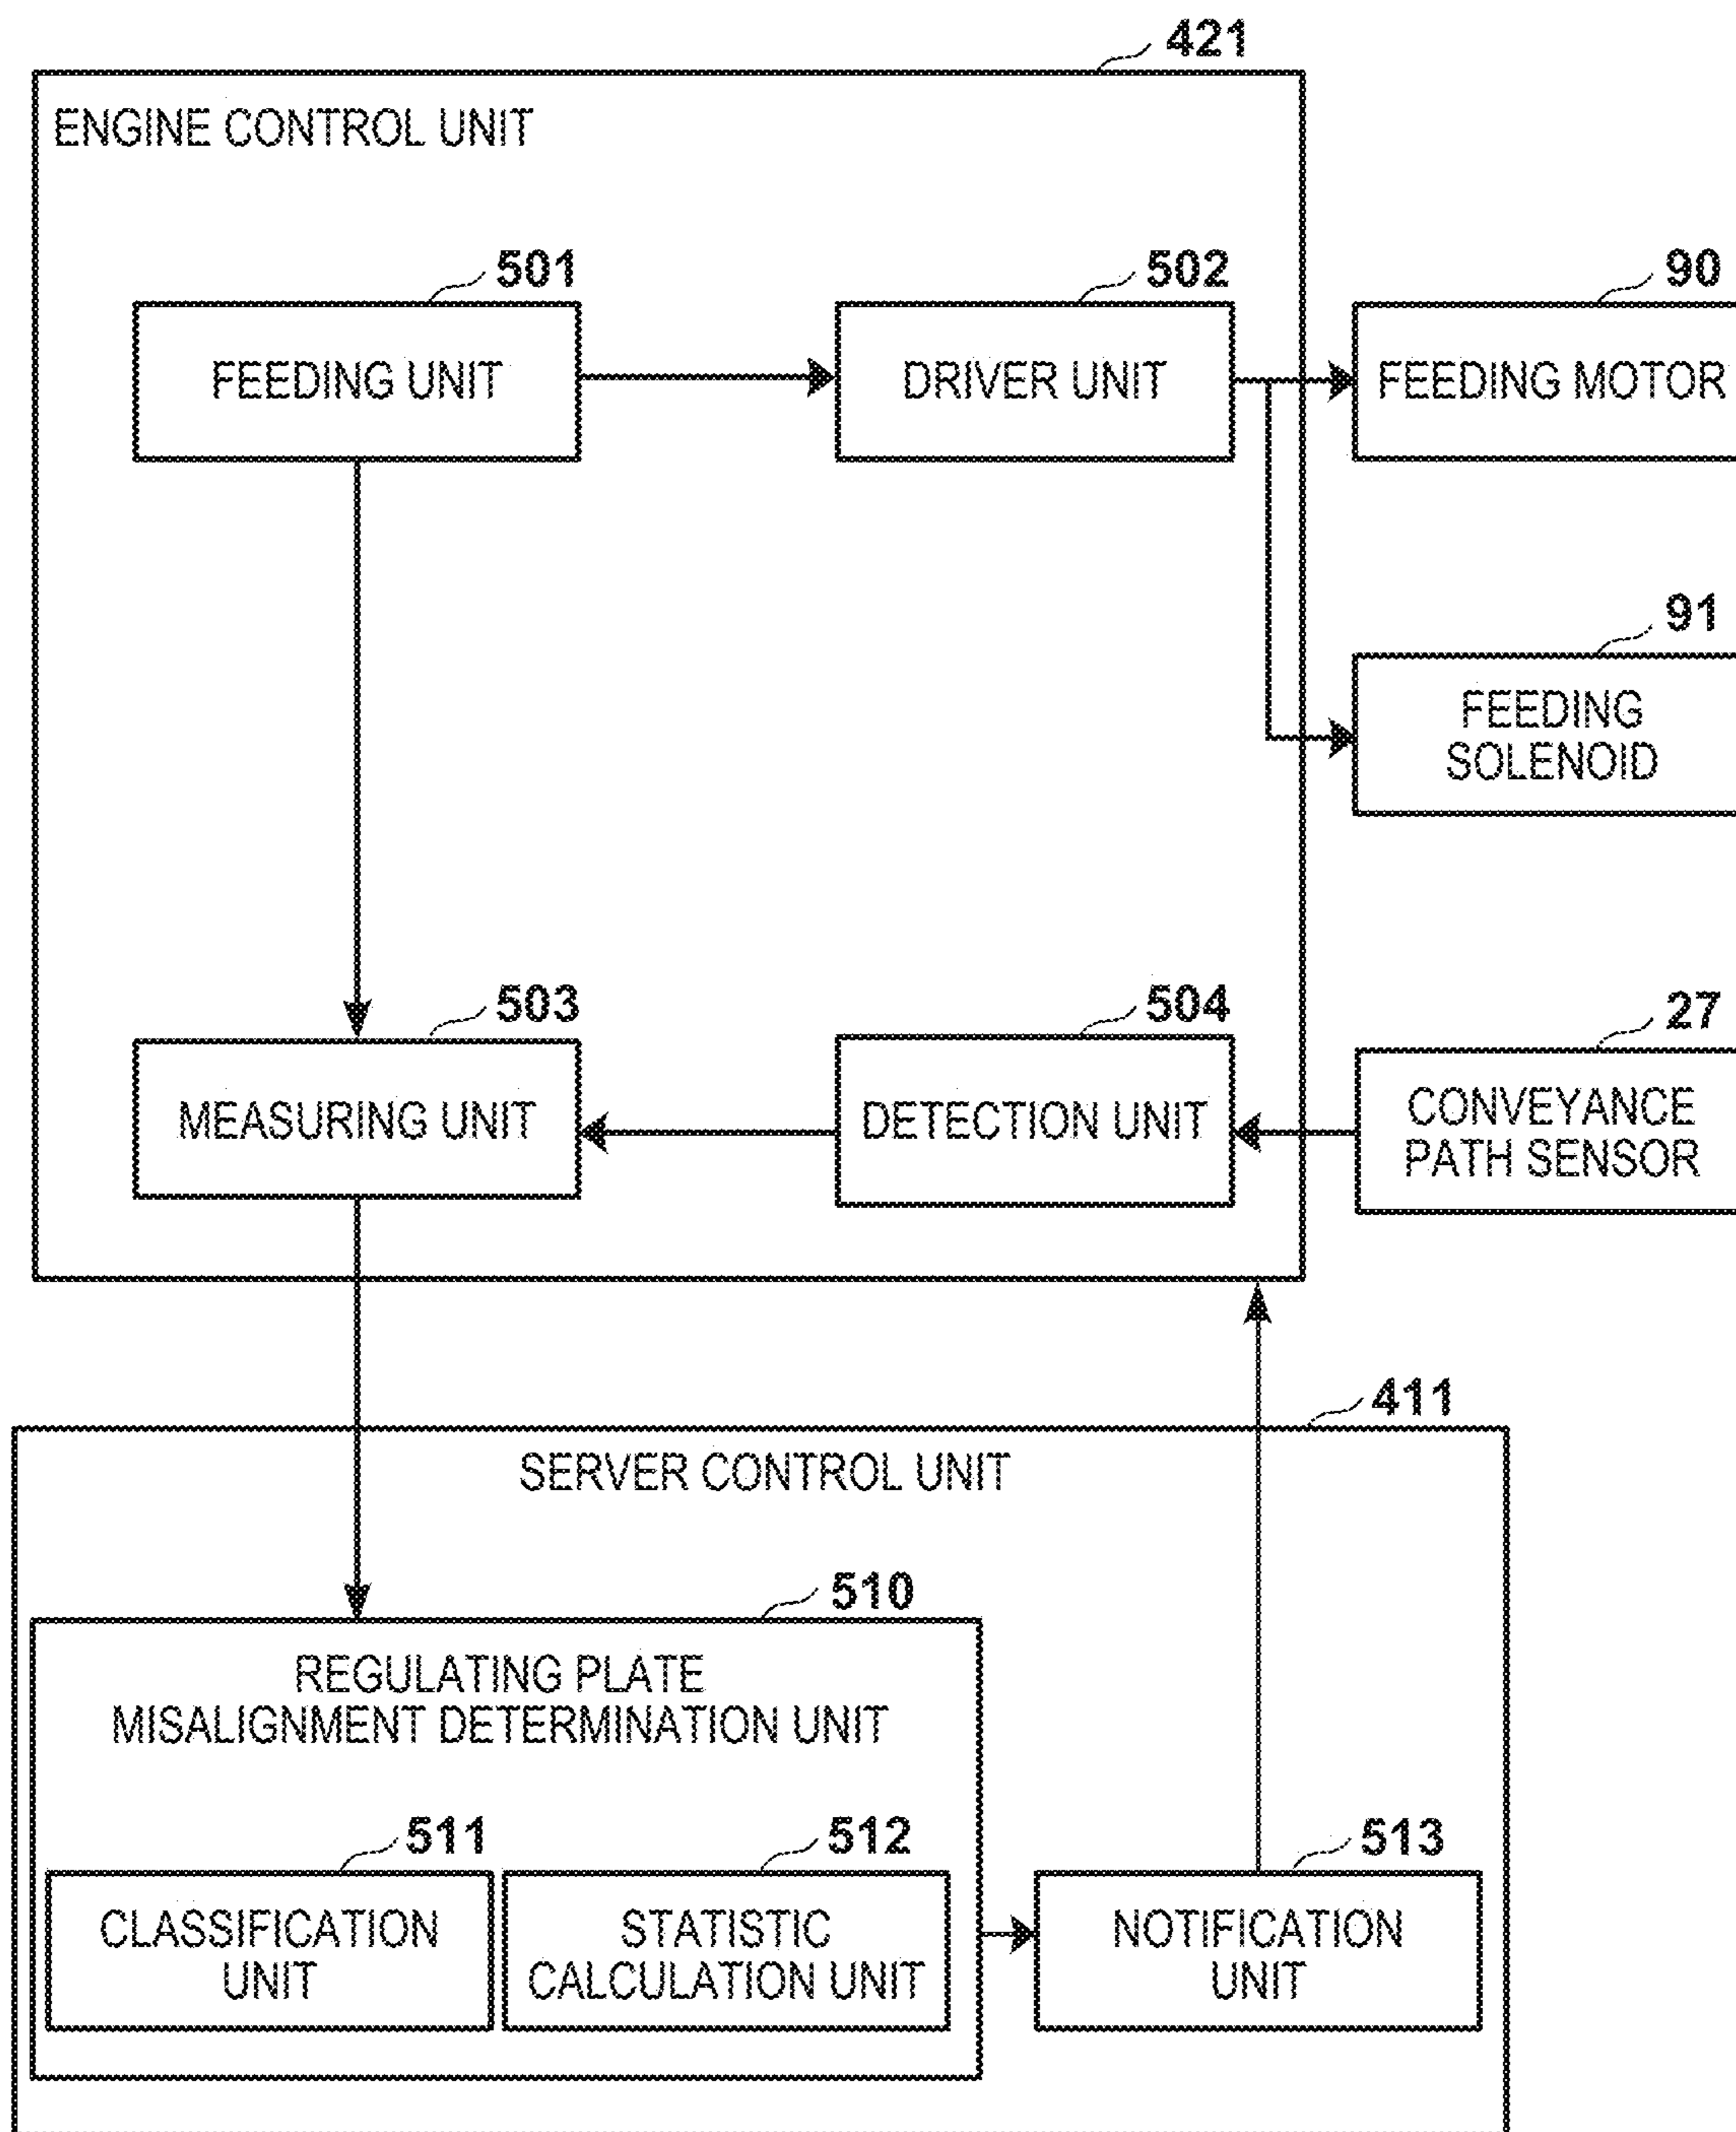 421
ENGINE CONTROL UNIT
501
502
90
FEEDING UNIT
DRIVER UNIT
FEEDING MOTOR
91
FEEDING
SOLENOID
503
504
27
MEASURING UNIT
DETECTION UNIT
CONVEYANCE
PATH SENSOR
411
SERVER CONTROL UNIT
510
REGULATING PLATE
MISALIGNMENT DETERMINATION UNIT
511
512
513
CLASSIFICATION
UNIT
STATISTIC
CALCULATION UNIT
NOTIFICATION
UNIT